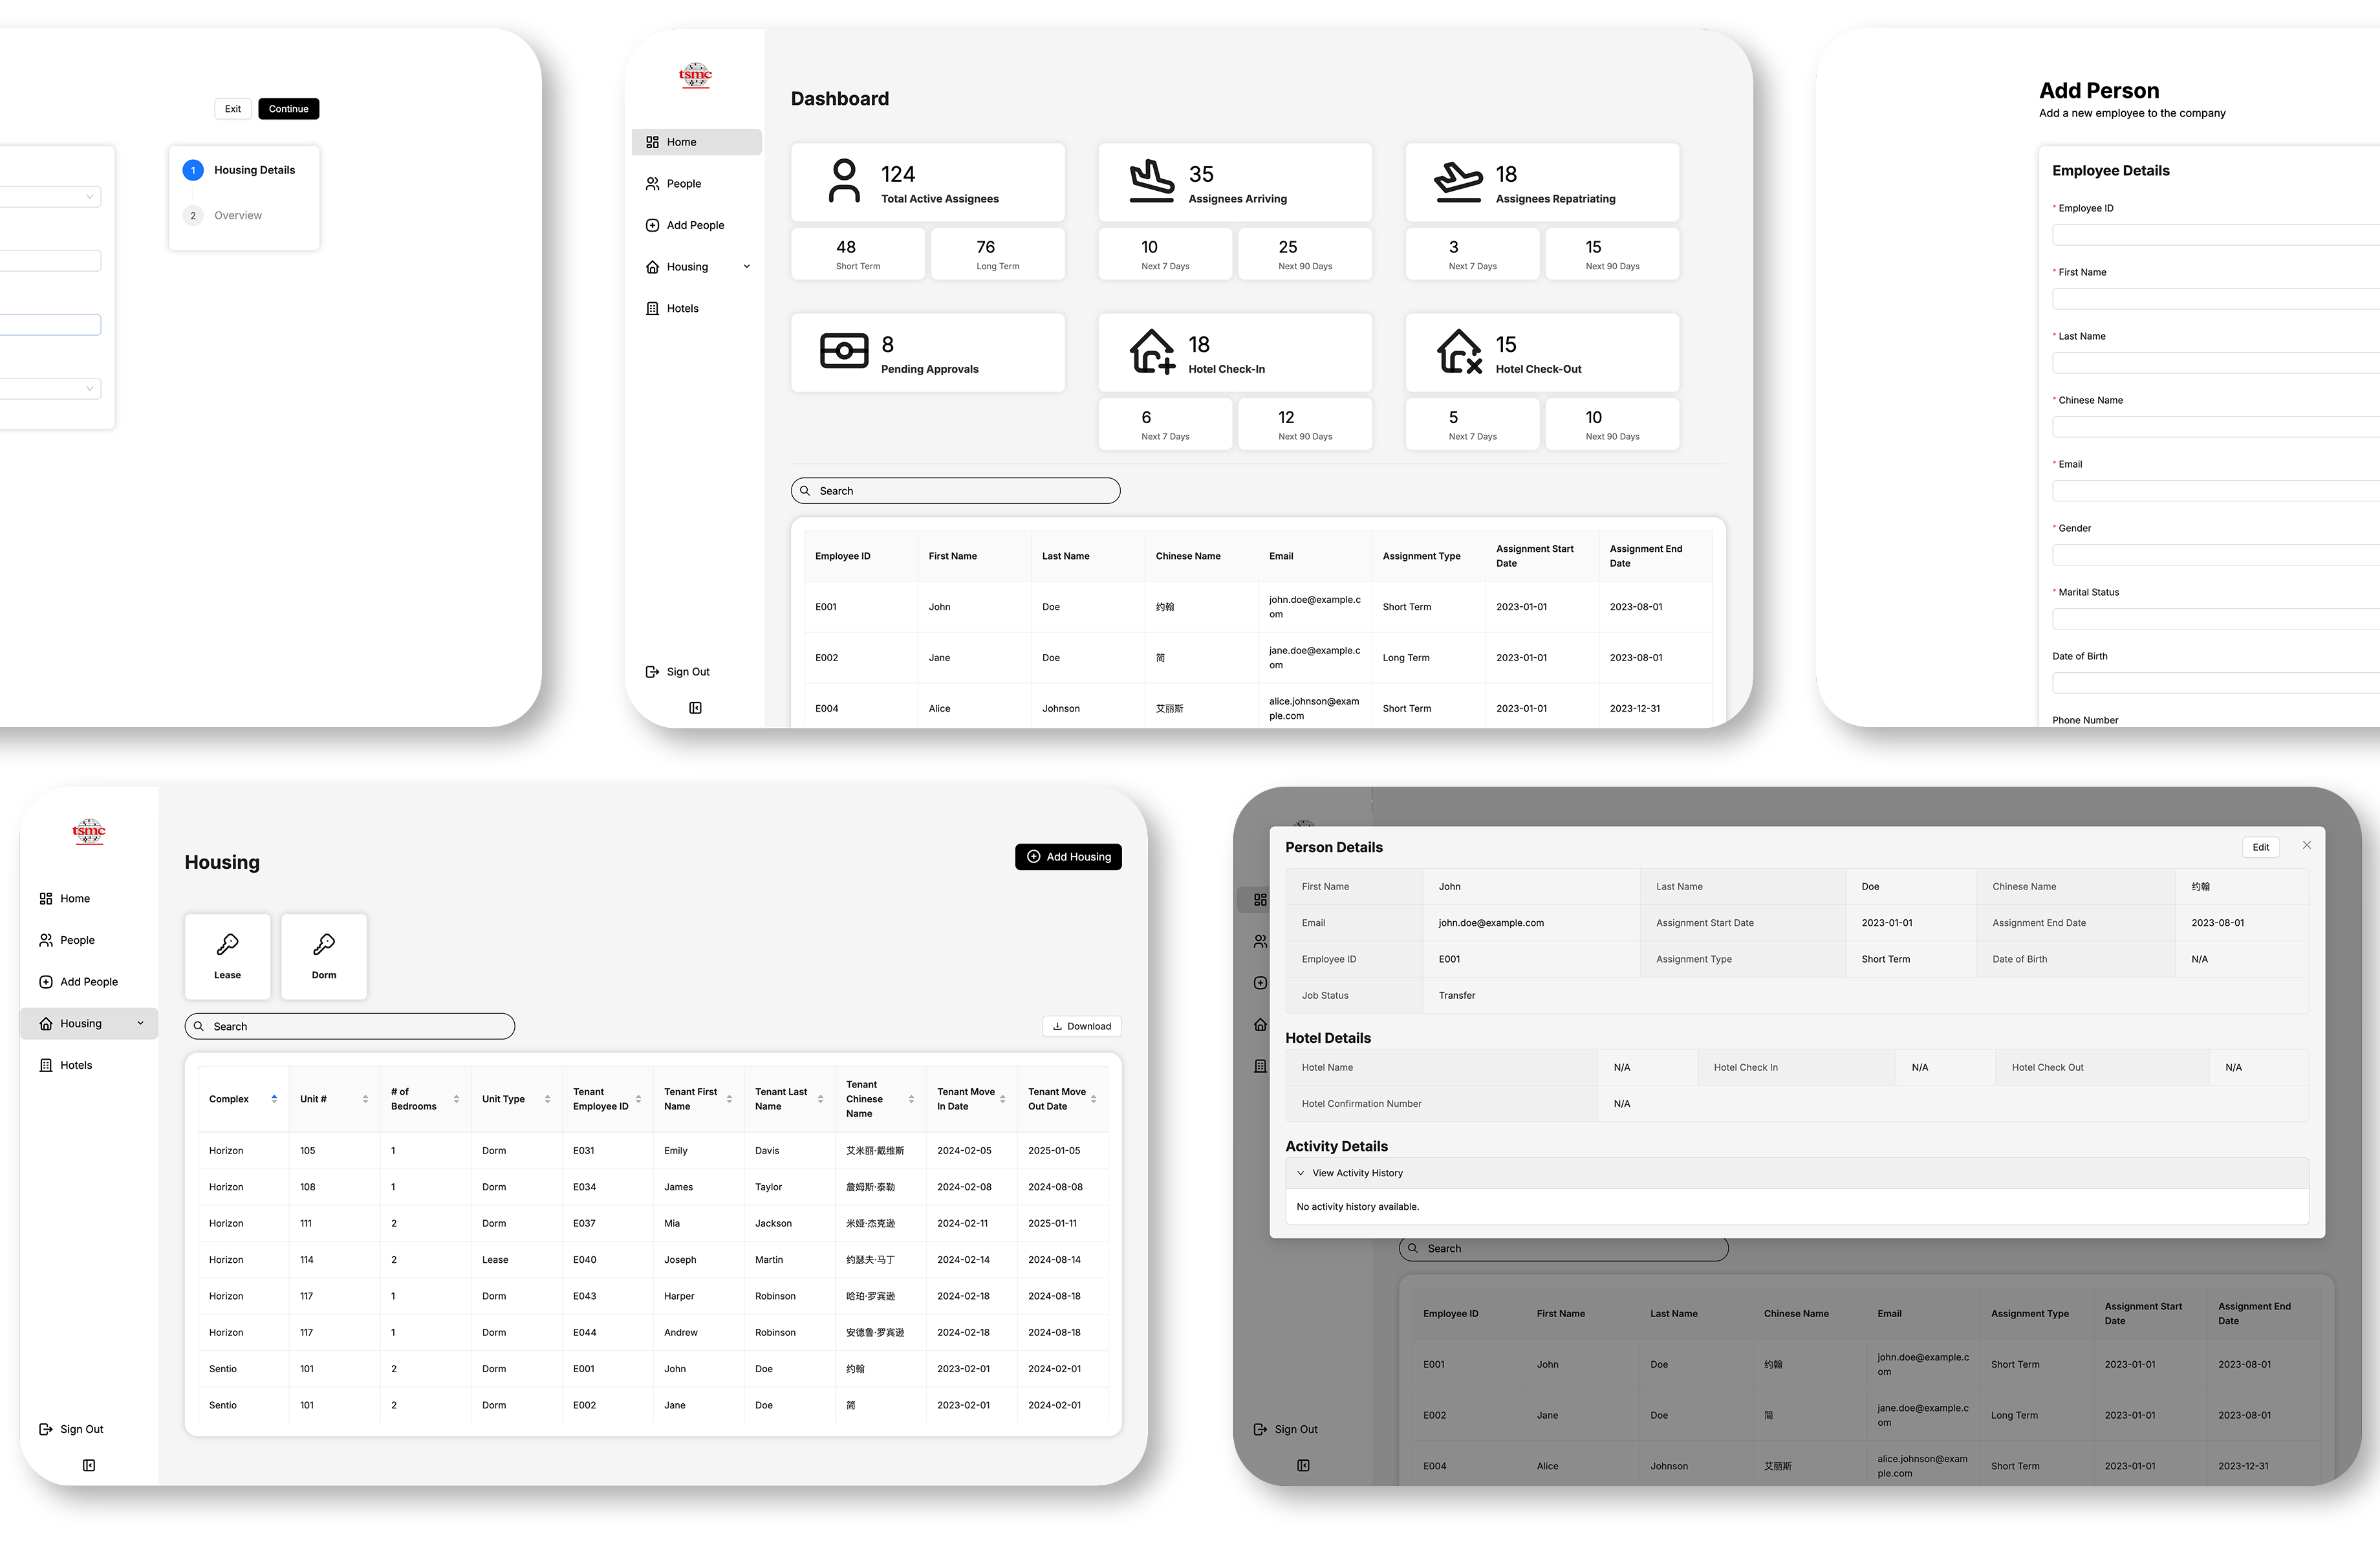 Exit Continue
1 Housing Details
2 Overview
tsmc
Home
People
Add People
Housing
Hotels
Sign Out
Dashboard
124
Total Active Assignees
48
Short Term
76
Long Term
35
Assignees Arriving
10
Next 7 Days
25
Next 90 Days
18
Assignees Repatriating
3
Next 7 Days
15
Next 90 Days
8
Pending Approvals
18
Hotel Check-In
6
Next 7 Days
12
Next 90 Days
15
Hotel Check-Out
5
Next 7 Days
10
Next 90 Days
Search
Employee ID First Name Last Name Chinese Name Email Assignment Type Assignment Start Date Assignment End Date
E001 John Doe 约翰 john.doe@example.com Short Term 2023-01-01 2023-08-01
E002 Jane Doe 简 jane.doe@example.com Long Term 2023-01-01 2023-08-01
E004 Alice Johnson 艾丽斯 alice.johnson@example.com Short Term 2023-01-01 2023-12-31
Add Person
Add a new employee to the company
Employee Details
* Employee ID
* First Name
* Last Name
* Chinese Name
* Email
* Gender
* Marital Status
Date of Birth
Phone Number
tsmc
Home
People
Add People
Housing
Hotels
Sign Out
Housing
Add Housing
Lease
Dorm
Search
Download
Complex Unit # # of Bedrooms Unit Type Tenant Employee ID Tenant First Name Tenant Last Name Tenant Chinese Name Tenant Move In Date Tenant Move Out Date
Horizon 105 1 Dorm E031 Emily Davis 艾米丽·戴维斯 2024-02-05 2025-01-05
Horizon 108 1 Dorm E034 James Taylor 詹姆斯·泰勒 2024-02-08 2024-08-08
Horizon 111 2 Dorm E037 Mia Jackson 米娅·杰克逊 2024-02-11 2025-01-11
Horizon 114 2 Lease E040 Joseph Martin 约瑟夫·马丁 2024-02-14 2024-08-14
Horizon 117 1 Dorm E043 Harper Robinson 哈珀·罗宾逊 2024-02-18 2024-08-18
Horizon 117 1 Dorm E044 Andrew Robinson 安德鲁·罗宾逊 2024-02-18 2024-08-18
Sentio 101 2 Dorm E001 John Doe 约翰 2023-02-01 2024-02-01
Sentio 101 2 Dorm E002 Jane Doe 简 2023-02-01 2024-02-01
Person Details
Edit
First Name John Last Name Doe Chinese Name 约翰
Email john.doe@example.com Assignment Start Date 2023-01-01 Assignment End Date 2023-08-01
Employee ID E001 Assignment Type Short Term Date of Birth N/A
Job Status Transfer
Hotel Details
Hotel Name N/A Hotel Check In N/A Hotel Check Out N/A
Hotel Confirmation Number N/A
Activity Details
View Activity History
No activity history available.
Search
Employee ID First Name Last Name Chinese Name Email Assignment Type Assignment Start Date Assignment End Date
E001 John Doe 约翰 john.doe@example.com Short Term 2023-01-01 2023-08-01
E002 Jane Doe 简 jane.doe@example.com Long Term 2023-01-01 2023-08-01
E004 Alice Johnson 艾丽斯 alice.johnson@example.com Short Term 2023-01-01 2023-12-31
Sign Out